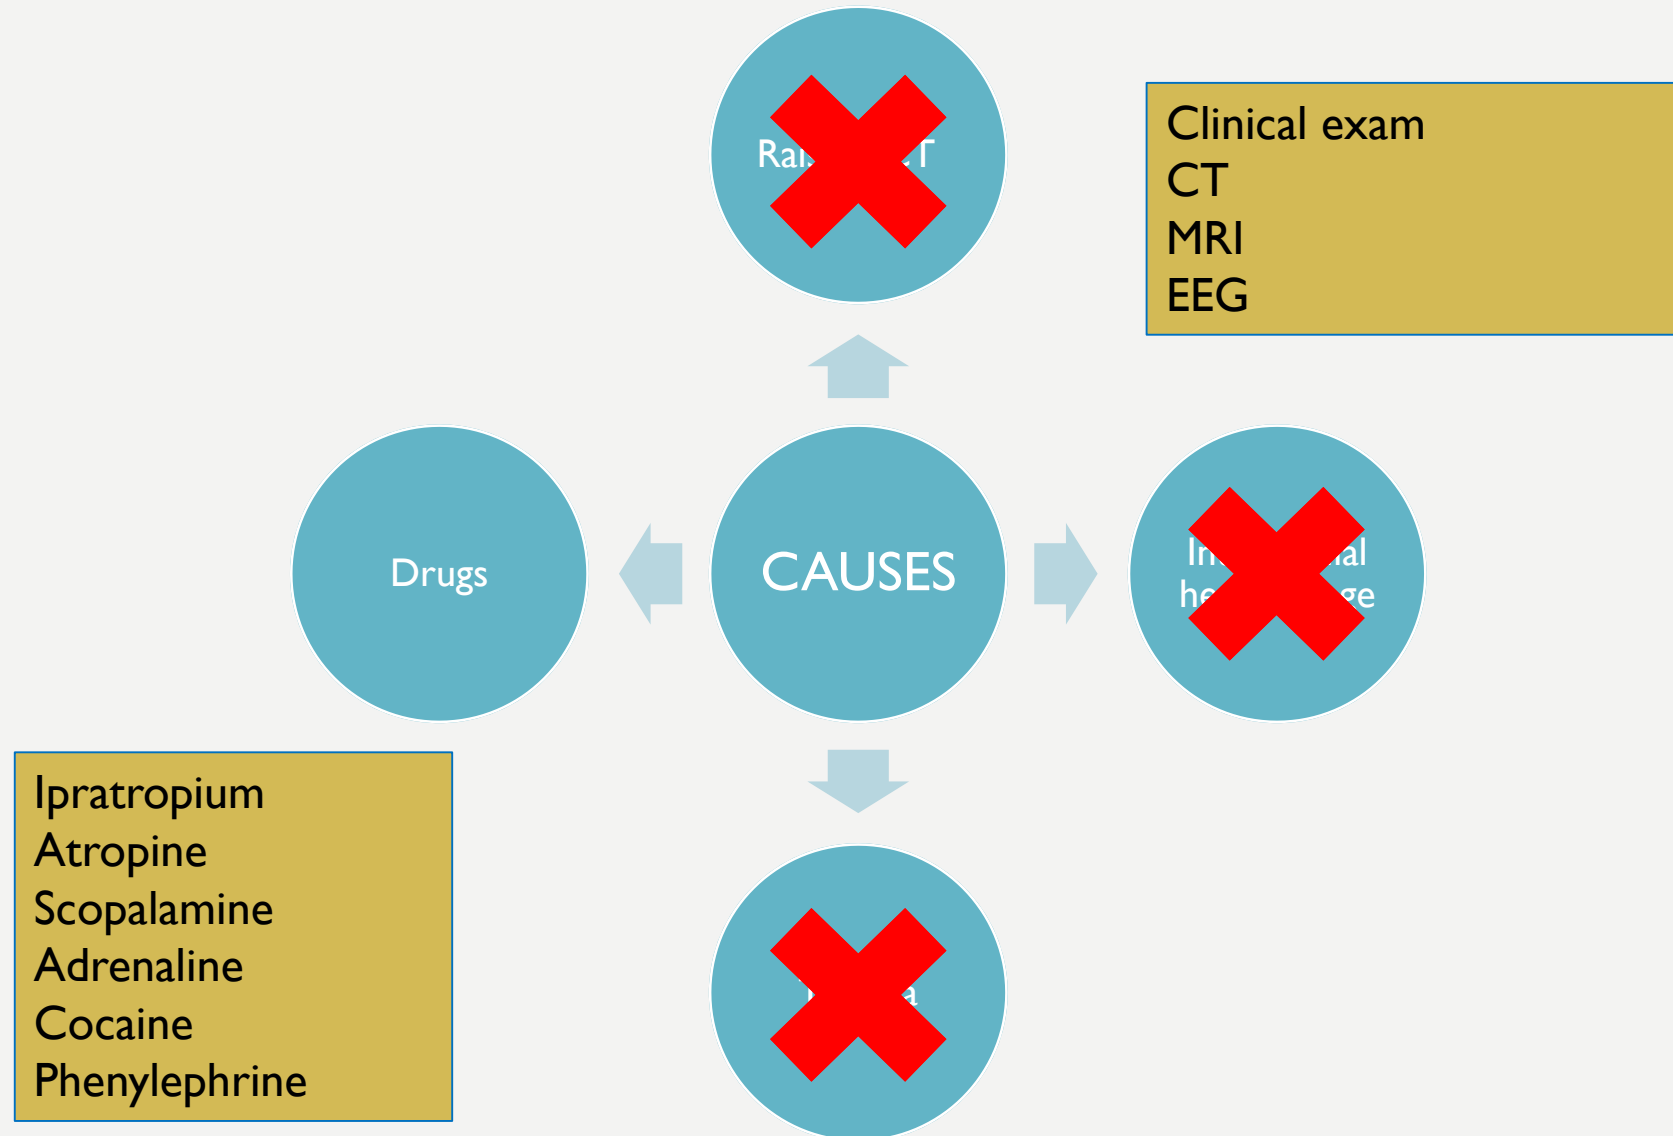 Clinical exam
CT
MRI
EEG
Drugs
CAUSES
Ipratropium
Atropine
Scopalamine
Adrenaline
Cocaine
Phenylephrine